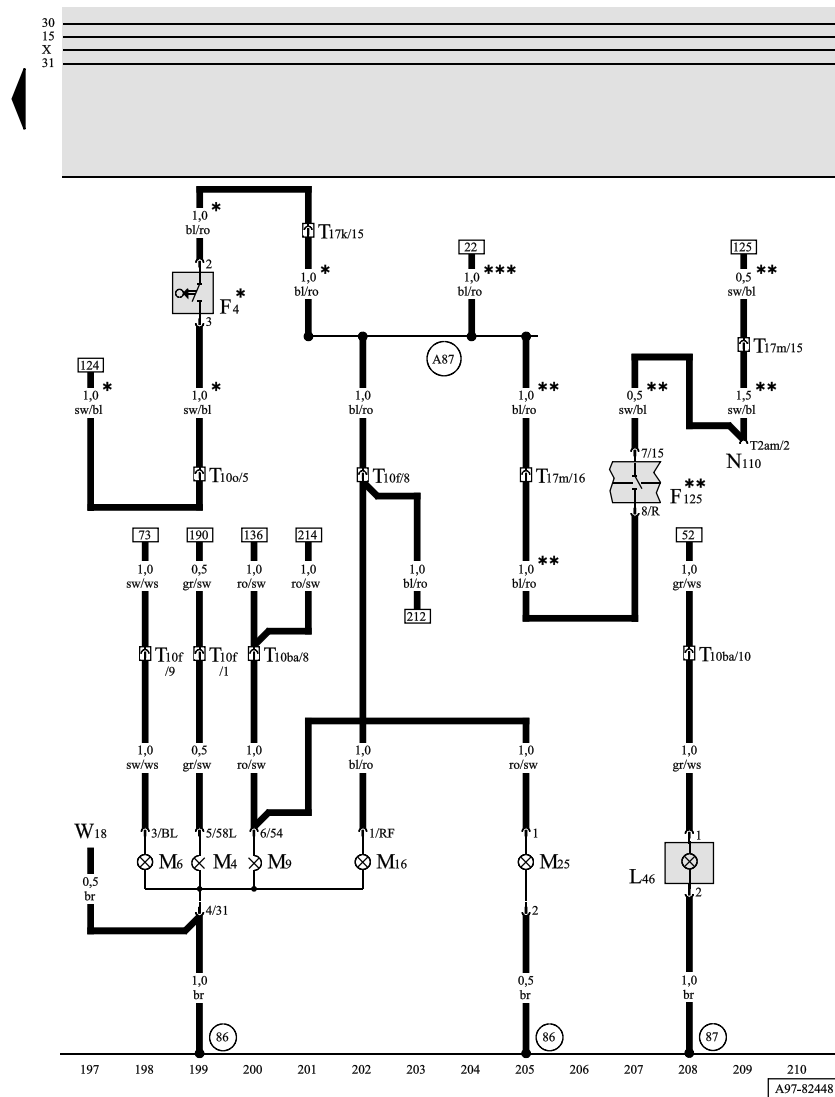 30
15
X
31
1,0 *
bl/ro
T17k/15
22
125
2
1,0 *
bl/ro
1,0 ***
bl/ro
0,5 **
sw/bl
F4 *
3
A87
T17m/15
124
1,0 *
sw/bl
1,0 *
sw/bl
1,0
bl/ro
1,0 **
bl/ro
0,5 **
sw/bl
1,5 **
sw/bl
T2am/2
N110
7/15
T10o/5
T10f/8
T17m/16
F125 **
8/R
73
190
136
214
52
1,0
sw/ws
0,5
gr/sw
1,0
ro/sw
1,0
ro/sw
1,0
bl/ro
1,0 **
bl/ro
1,0
gr/ws
212
T10f
/9
T10f
/1
T10ba/8
T10ba/10
1,0
sw/ws
0,5
gr/sw
1,0
ro/sw
1,0
bl/ro
1,0
ro/sw
1,0
gr/ws
W18
3/BL
5/58L
6/54
1/RF
1
1
M6
M4
M9
M16
M25
L46
0,5
br
4/31
2
2
1,0
br
0,5
br
1,0
br
86
86
87
197 198 199 200 201 202 203 204 205 206 207 208 209 210
A97-82448